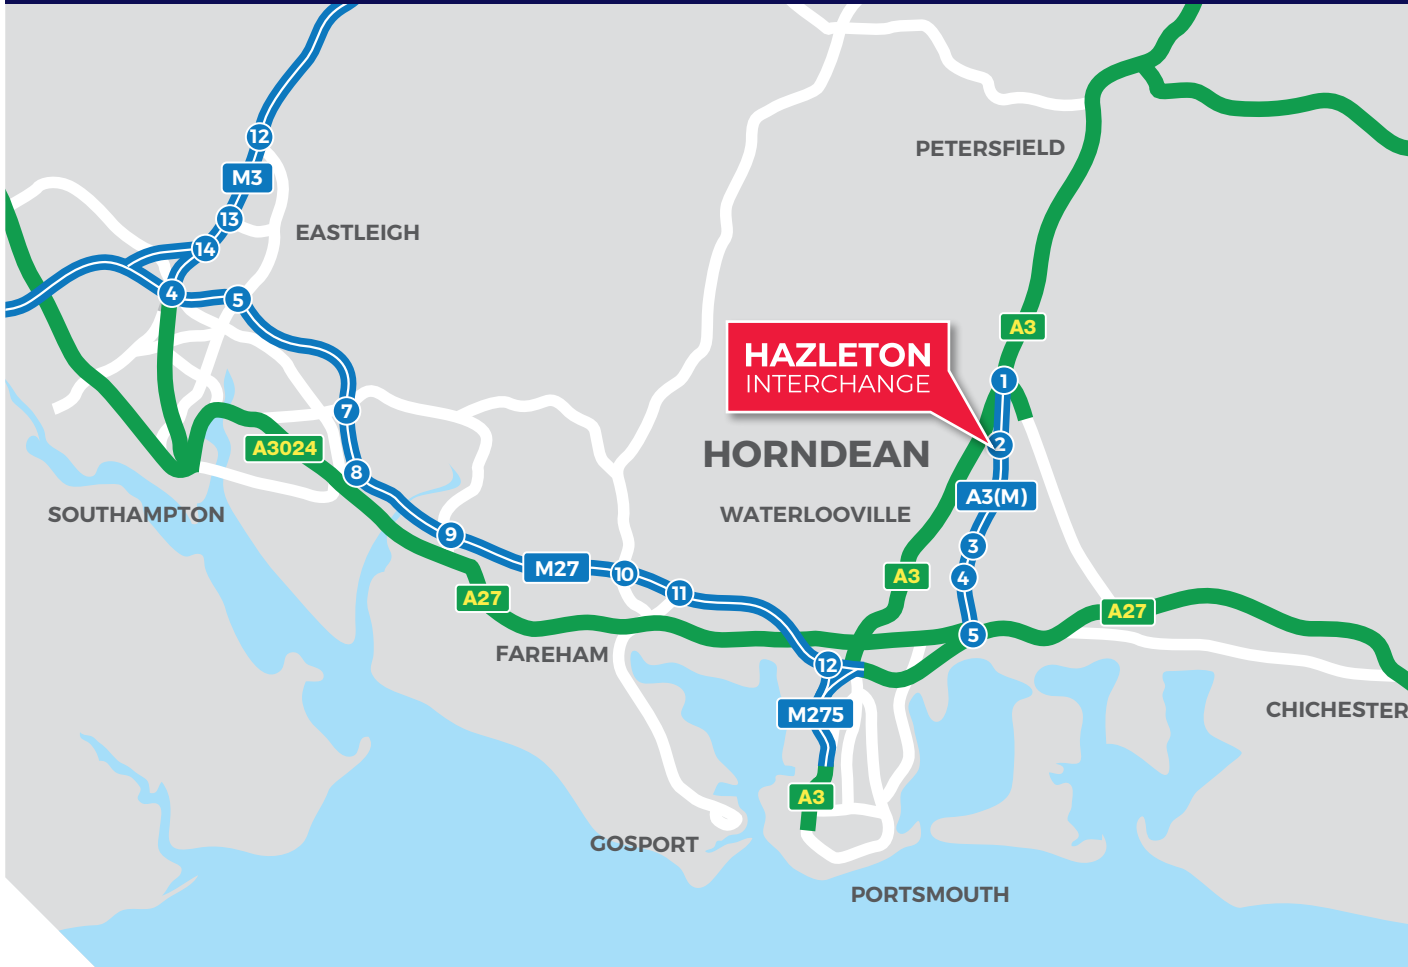 12
PETERSFIELD
M3
13
EASTLEIGH
14
4
5
A3
HAZLETON
INTERCHANGE
1
7
2
A3024
8
HORNDEAN
A3(M)
SOUTHAMPTON
WATERLOOVILLE
9
3
M27
10
A3
4
11
A27
A27
5
FAREHAM
12
M275
CHICHESTER
A3
GOSPORT
PORTSMOUTH